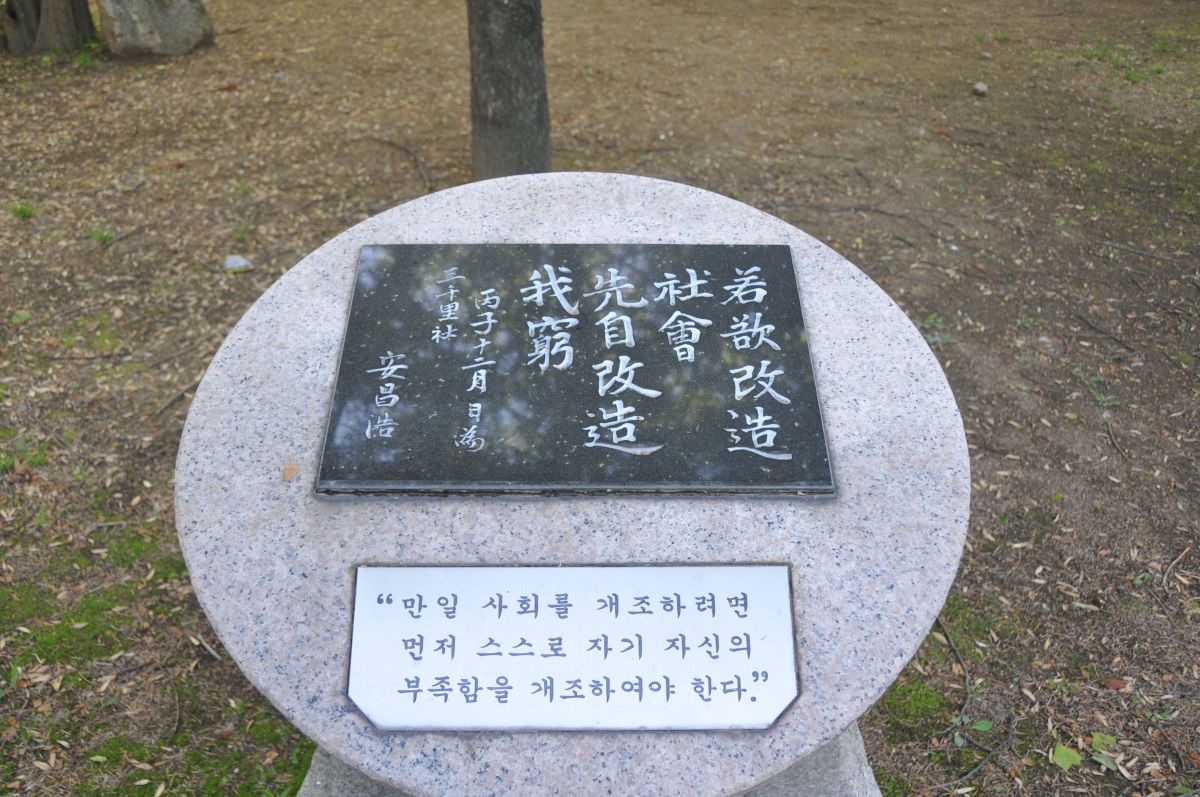 若欲改造
社會
先自改造
我窮
丙子十二月 日爲
三千里社
安昌浩
“만일 사회를 개조하려면
먼저 스스로 자기 자신의
부족함을 개조하여야 한다.”